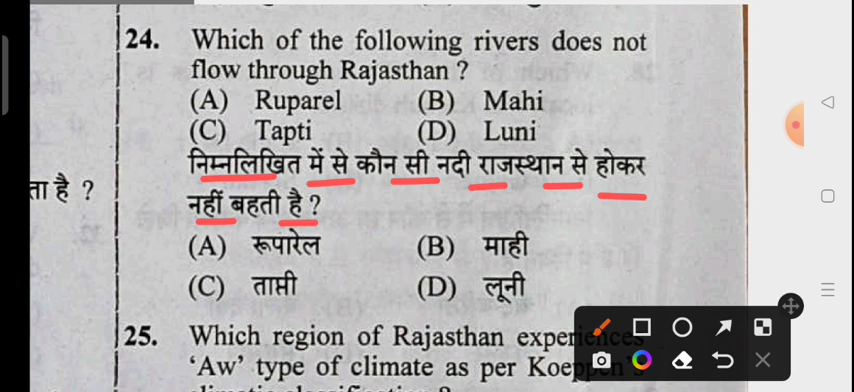 24. Which of the following rivers does not
flow through Rajasthan ?
(A) Ruparel (B) Mahi
(C) Tapti (D) Luni
निम्नलिखित में से कौन सी नदी राजस्थान से होकर
ता है ?
नहीं बहती है ?
(A) रूपारेल (B) माही
(C) ताप्ती (D) लूनी
25. Which region of Rajasthan experiences
‘Aw’ type of climate as per Koeppen’s